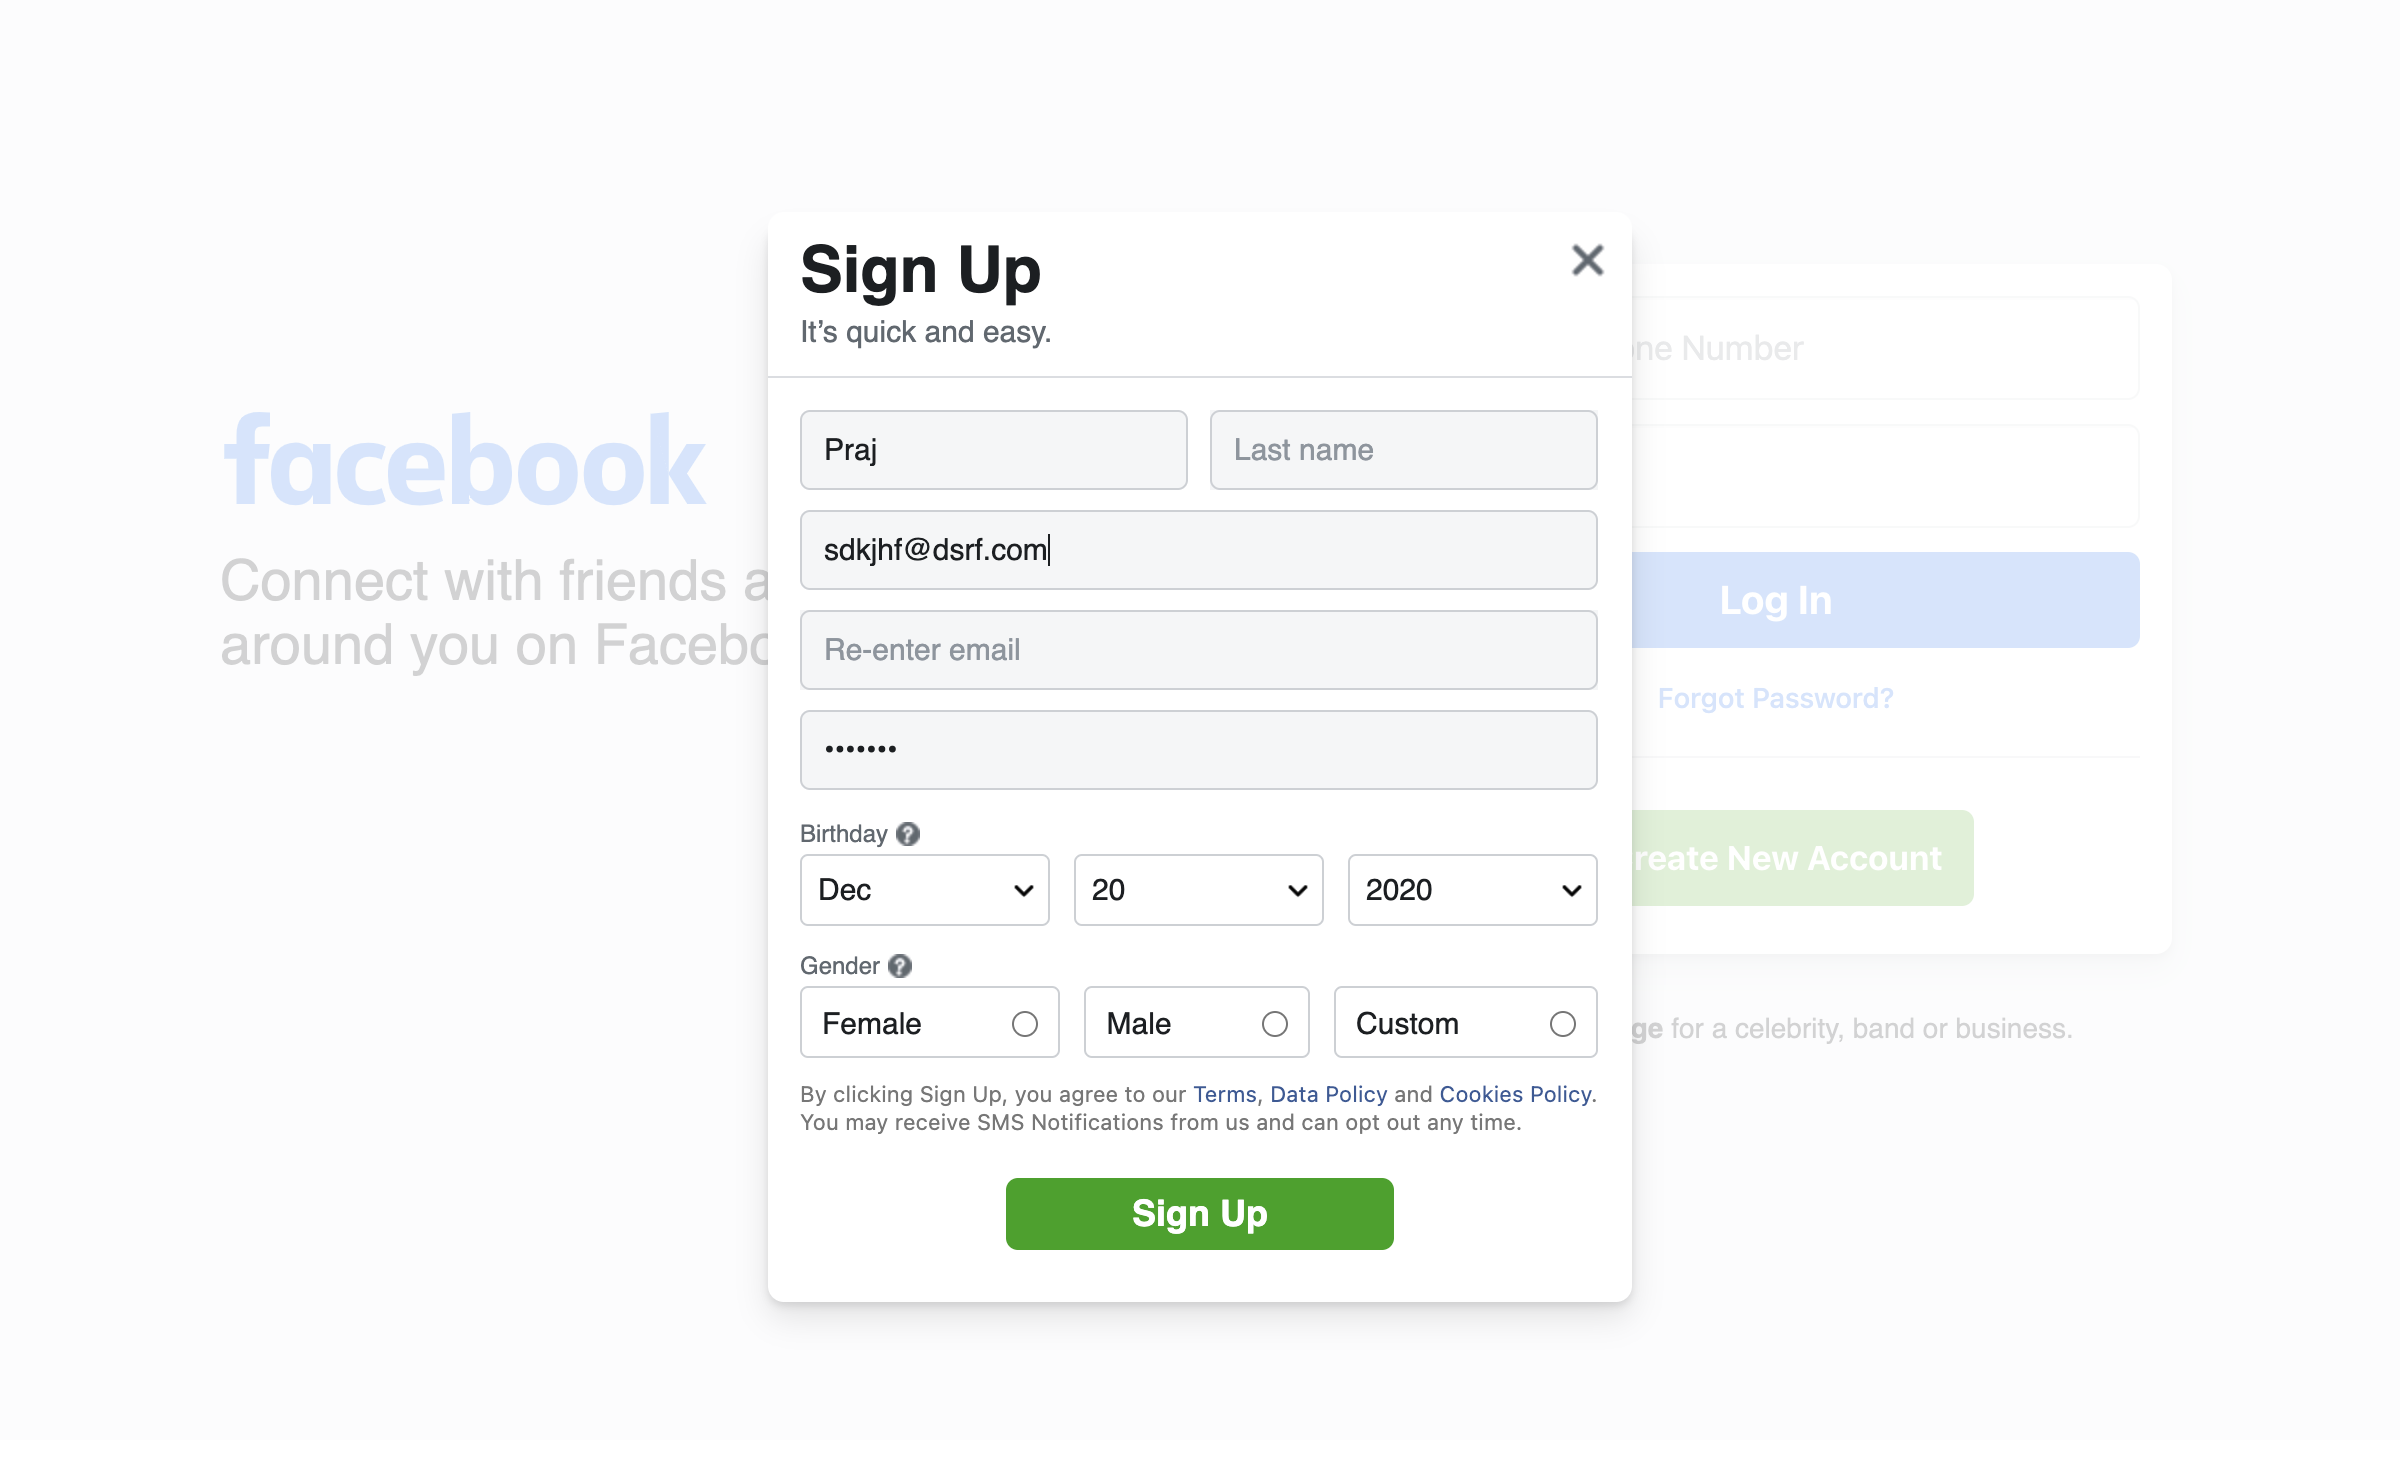 facebook
Connect with friends a
around you on Facebo
Sign Up
It's quick and easy.
Praj
Last name
sdkjhf@dsrf.com
Re-enter email
•••••••
Birthday ?
Dec 20 2020
Gender ?
Female Male Custom
By clicking Sign Up, you agree to our Terms, Data Policy and Cookies Policy.
You may receive SMS Notifications from us and can opt out any time.
Sign Up
ne Number
Log In
Forgot Password?
reate New Account
ge for a celebrity, band or business.